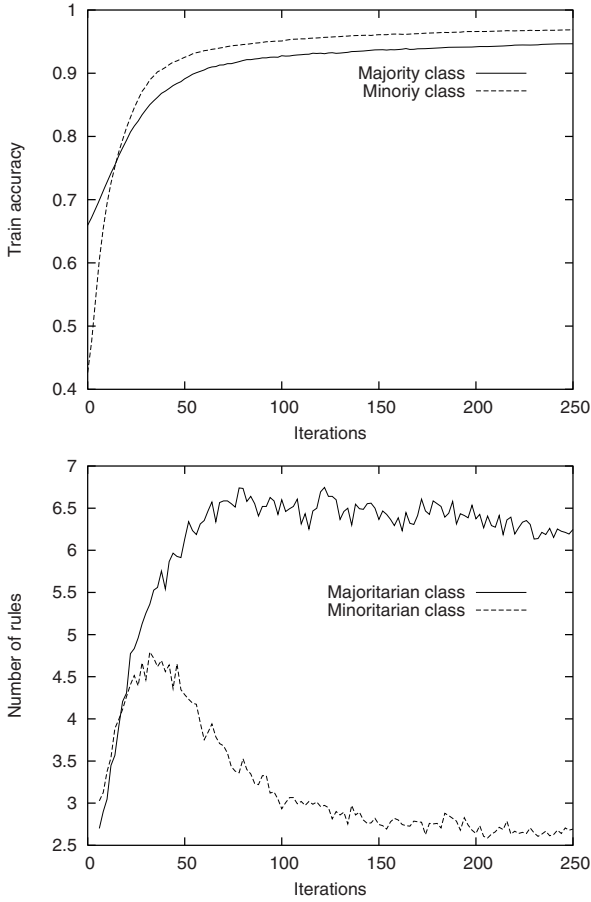 1
0.9
0.8
0.7
0.6
0.5
0.4
Train accuracy
Majority class
Minoriy class
0 50 100 150 200 250
Iterations
7
6.5
6
5.5
5
4.5
4
3.5
3
2.5
Number of rules
Majoritarian class
Minoritarian class
0 50 100 150 200 250
Iterations